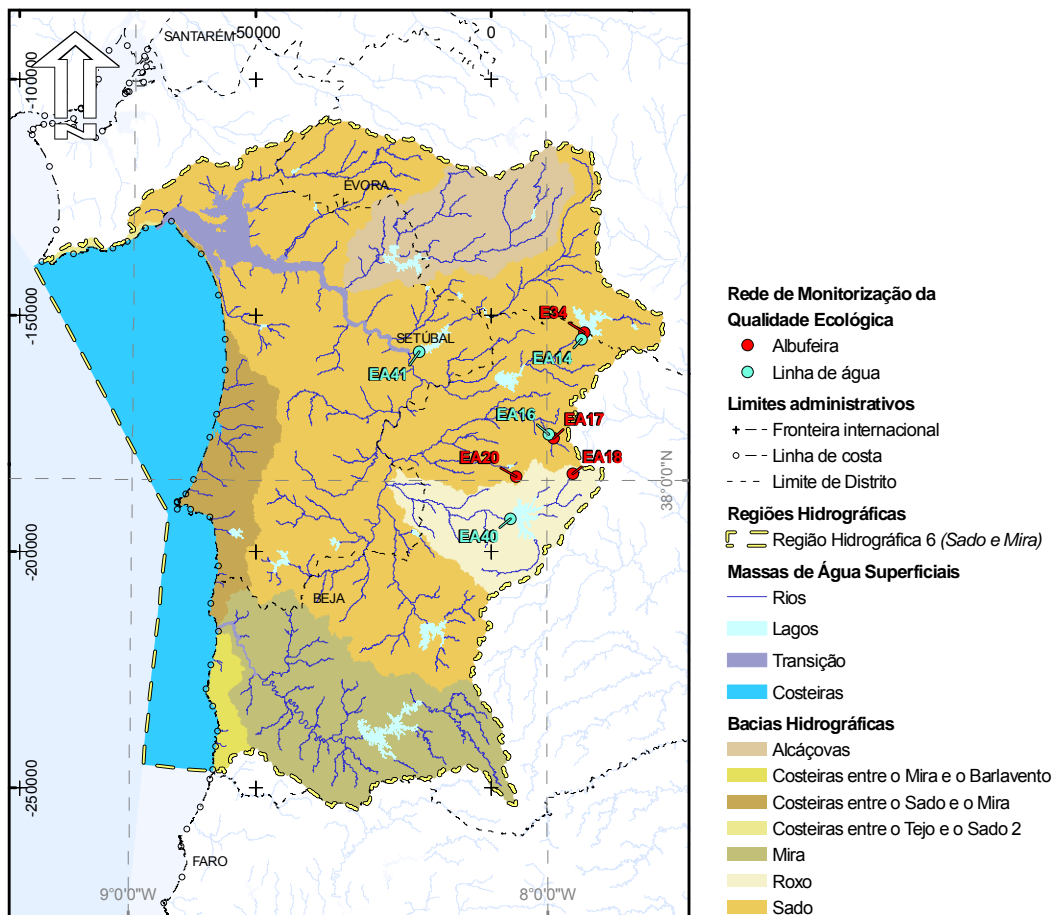 SANTARÉM
-50000
0
-100000
N
ÉVORA
-150000
E34
SETÚBAL
EA14
EA41
EA16
EA17
EA20
EA18
38°0'0"N
EA40
-200000
BEJA
-250000
FARO
9°0'0"W
8°0'0"W
Rede de Monitorização da
Qualidade Ecológica
Albufeira
Linha de água
Limites administrativos
Fronteira internacional
Linha de costa
Limite de Distrito
Regiões Hidrográficas
Região Hidrográfica 6 (Sado e Mira)
Massas de Água Superficiais
Rios
Lagos
Transição
Costeiras
Bacias Hidrográficas
Alcáçovas
Costeiras entre o Mira e o Barlavento
Costeiras entre o Sado e o Mira
Costeiras entre o Tejo e o Sado 2
Mira
Roxo
Sado